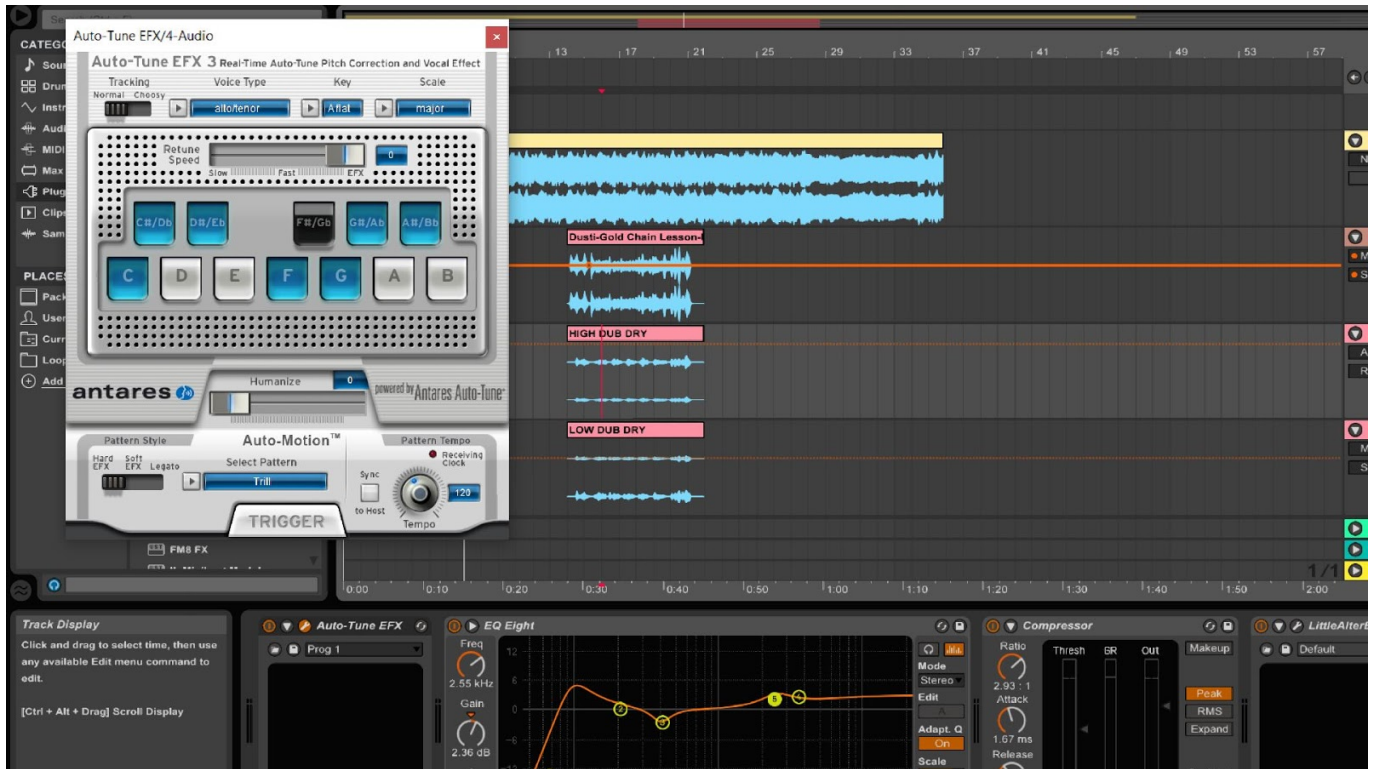 Auto-Tune EFX/4-Audio
CATEG
Sou
Drun
Instr
Audi
MIDI
Max
Plug
Clips
Sam
PLACES
Pack
User
Curr
Loop
Add
Auto-Tune EFX 3 Real-Time Auto-Tune Pitch Correction and Vocal Effect
Tracking Voice Type Key Scale
Normal Choosy alto/tenor A flat major
Retune Speed 0
Slow Fast EFX
C#/Db D#/Eb F#/Gb G#/Ab A#/Bb
C D E F G A B
antares Humanize 0 powered by Antares Auto-Tune
Pattern Style Auto-Motion™ Pattern Tempo
Hard EFX Soft EFX Legato
Select Pattern
Trill
Receiving Clock
Sync to Host
120
Tempo
TRIGGER
FM8 FX
13 17 21 25 29 33 37 41 45 49 53 57
Dusti-Gold Chain Lesson-
HIGH DUB DRY
LOW DUB DRY
1/1
0:00 0:10 0:20 0:30 0:40 0:50 1:00 1:10 1:20 1:30 1:40 1:50 2:00
Track Display
Click and drag to select time, then use
any available Edit menu command to
edit.
[Ctrl + Alt + Drag] Scroll Display
Auto-Tune EFX
Prog 1
EQ Eight
Freq
2.55 kHz
Gain
2.36 dB
12
6
0
-6
-12
2 3 5 4
Mode
Stereo
Edit
A
Adapt. Q
On
Scale
Compressor
Ratio
2.93 : 1
Attack
1.67 ms
Release
Thresh GR Out
Makeup
Peak
RMS
Expand
LittleAlterB
Default